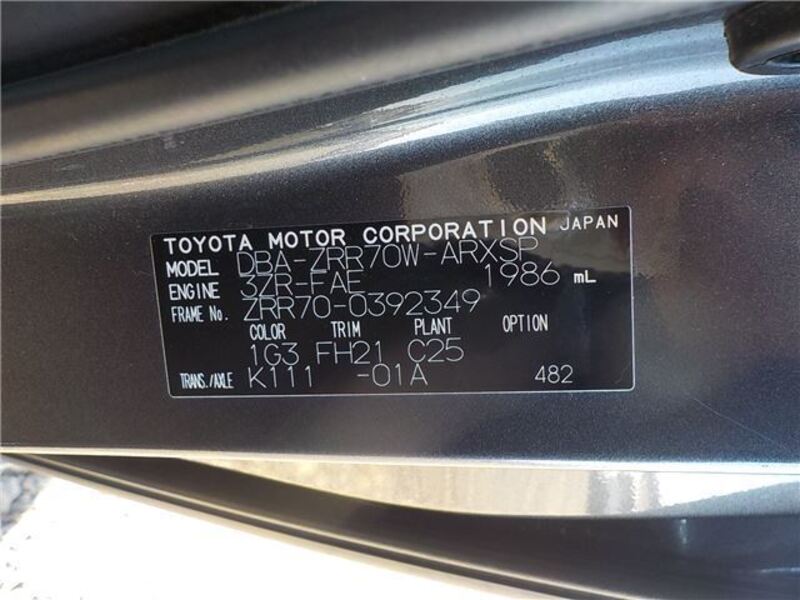 TOYOTA MOTOR CORPORATION JAPAN
MODEL DBA-ZRR70W-ARXSP
ENGINE 3ZR-FAE 1986 mL
FRAME No. ZRR70-0392349
COLOR TRIM PLANT OPTION
1G3 FH21 C25
TRANS./AXLE K111 -01A 482